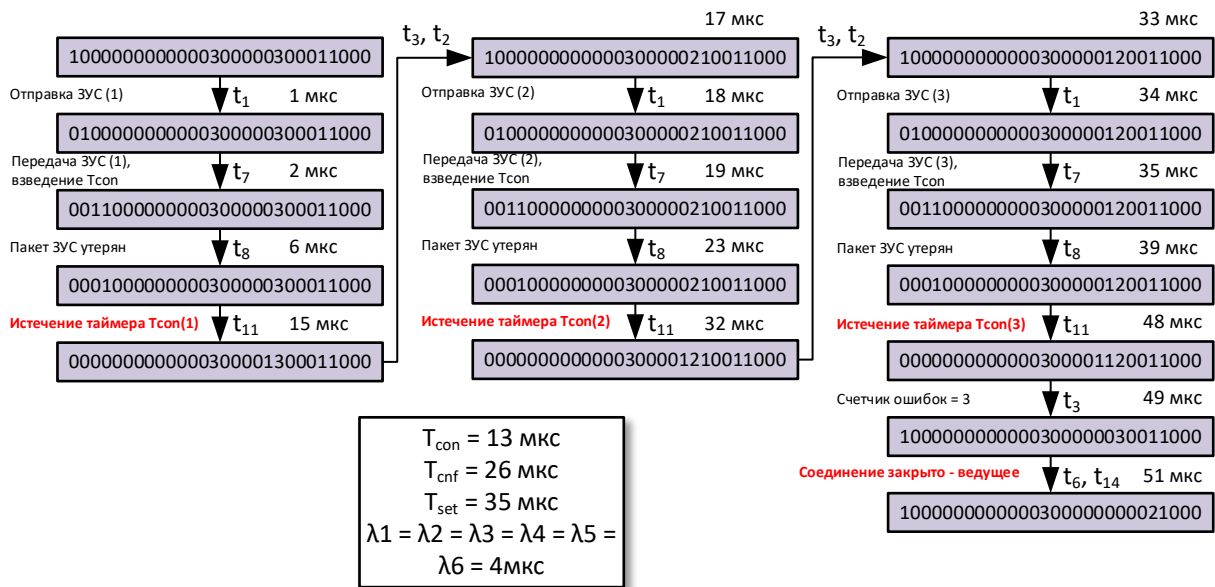 17 мкс
33 мкс
t3, t2
t3, t2
1000000000000300000300011000
1000000000000300000210011000
1000000000000300000120011000
Отправка ЗУС (1)
t1
1 мкс
Отправка ЗУС (2)
t1
18 мкс
Отправка ЗУС (3)
t1
34 мкс
0100000000000300000300011000
0100000000000300000210011000
0100000000000300000120011000
Передача ЗУС (1),
взведение Tcon
t7
2 мкс
Передача ЗУС (2),
взведение Tcon
t7
19 мкс
Передача ЗУС (3),
взведение Tcon
t7
35 мкс
0011000000000300000300011000
0011000000000300000210011000
0011000000000300000120011000
Пакет ЗУС утерян
t8
6 мкс
Пакет ЗУС утерян
t8
23 мкс
Пакет ЗУС утерян
t8
39 мкс
0001000000000300000300011000
0001000000000300000210011000
0001000000000300000120011000
Истечение таймера Tcon(1)
t11
15 мкс
Истечение таймера Tcon(2)
t11
32 мкс
Истечение таймера Tcon(3)
t11
48 мкс
0000000000000300001300011000
0000000000000300001210011000
0000000000000300001120011000
Счетчик ошибок = 3
t3
49 мкс
1000000000000300000030011000
Соединение закрыто - ведущее
t6, t14
51 мкс
1000000000000300000000021000
Tcon = 13 мкс
Tcnf = 26 мкс
Tset = 35 мкс
λ1 = λ2 = λ3 = λ4 = λ5 =
λ6 = 4мкс